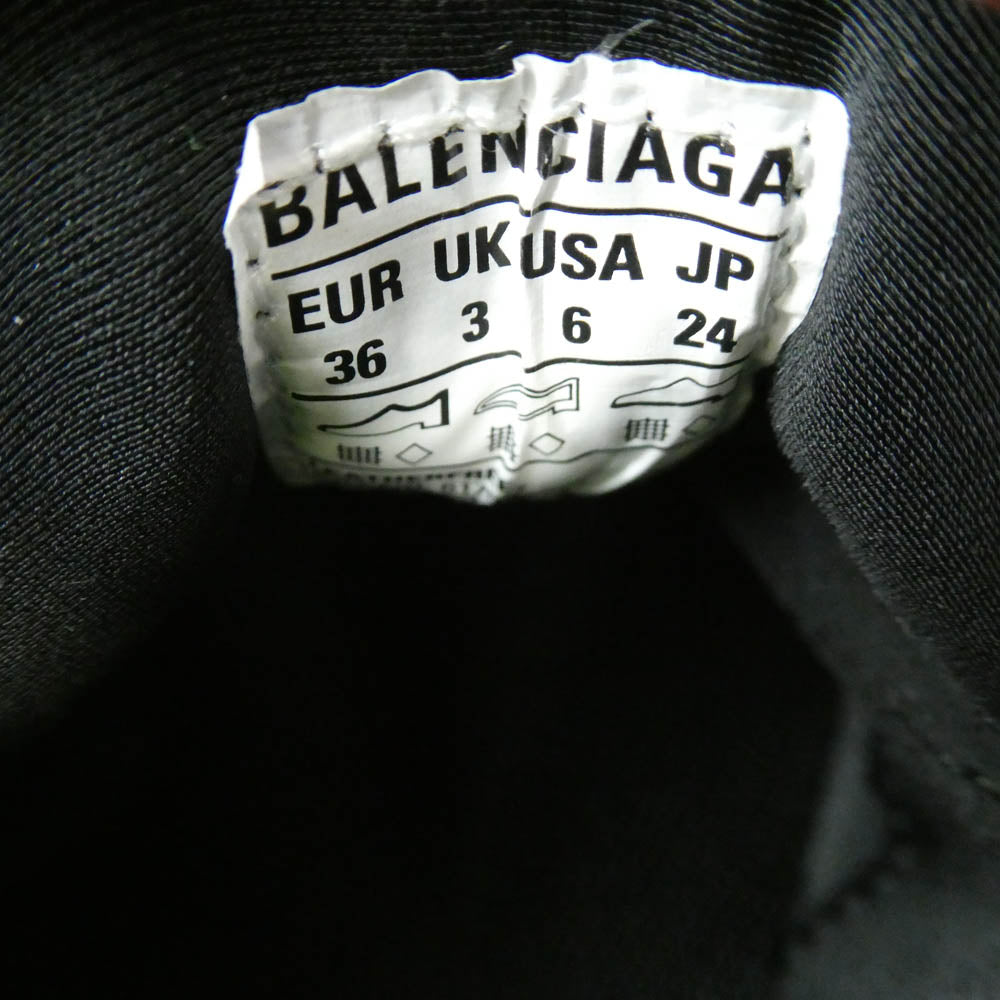 BALENCIAGA
EUR UK USA JP
36 3 6 24